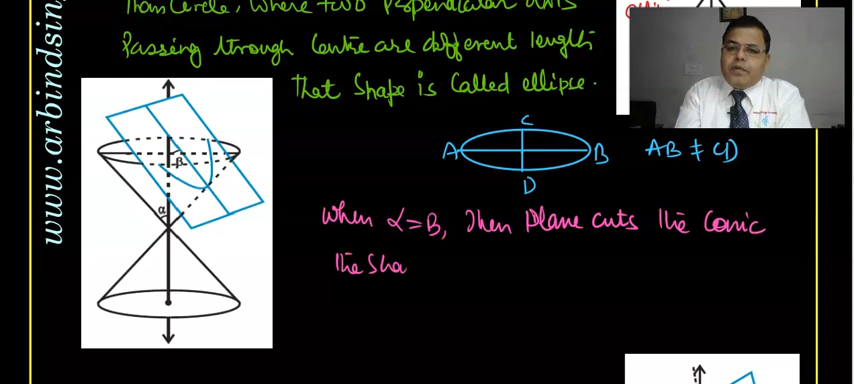 than Circle, where two Perpendicular axis
Passing through Centre are different length
that shape is called ellipse.
www.arbindsing
β
α
C
A
B
D
AB ≠ CD
when α=B, then Plane cuts the Conic
the Sha